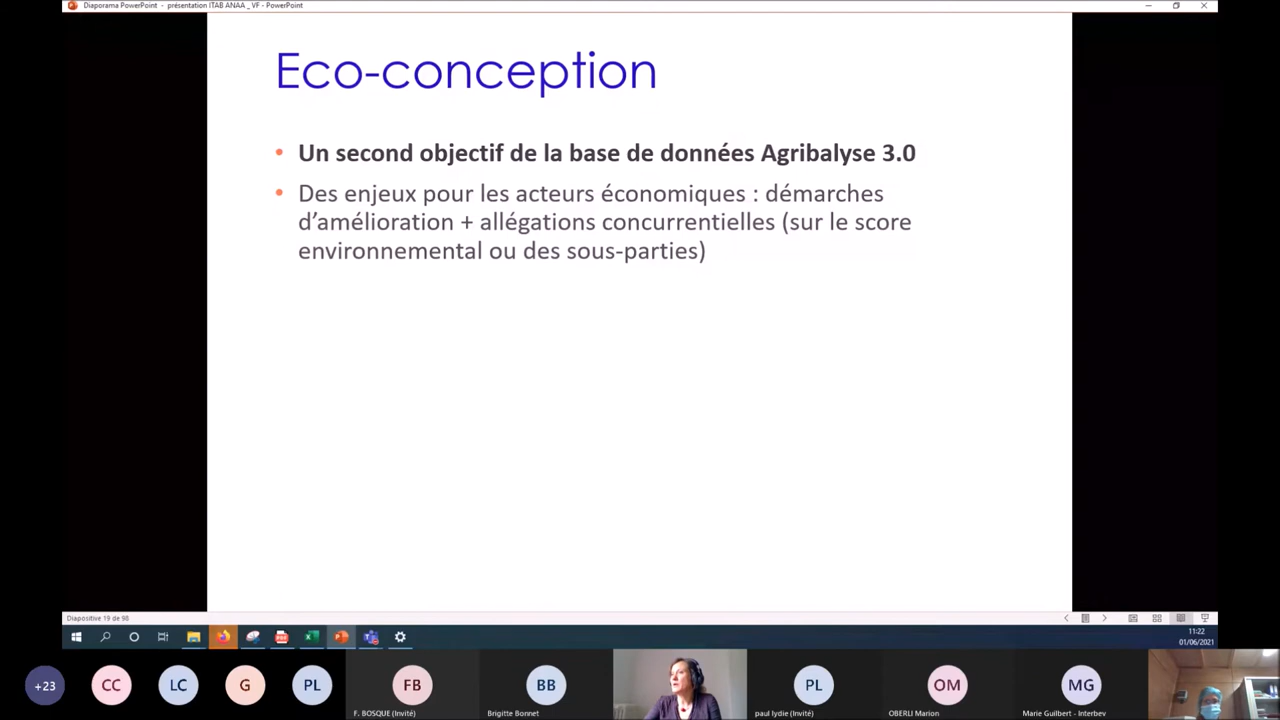 Diaporama PowerPoint - présentation ITAB ANAA _ VF - PowerPoint
Eco-conception
• Un second objectif de la base de données Agribalyse 3.0
• Des enjeux pour les acteurs économiques : démarches
d'amélioration + allégations concurrentielles (sur le score
environnemental ou des sous-parties)
Diapositive 19 de 98
11:22
01/06/2021
+23
CC
LC
G
PL
FB
F. BOSQUE (Invité)
BB
Brigitte Bonnet
PL
paul lydie (Invité)
OM
OBERLI Marion
MG
Marie Guilbert - Interbev